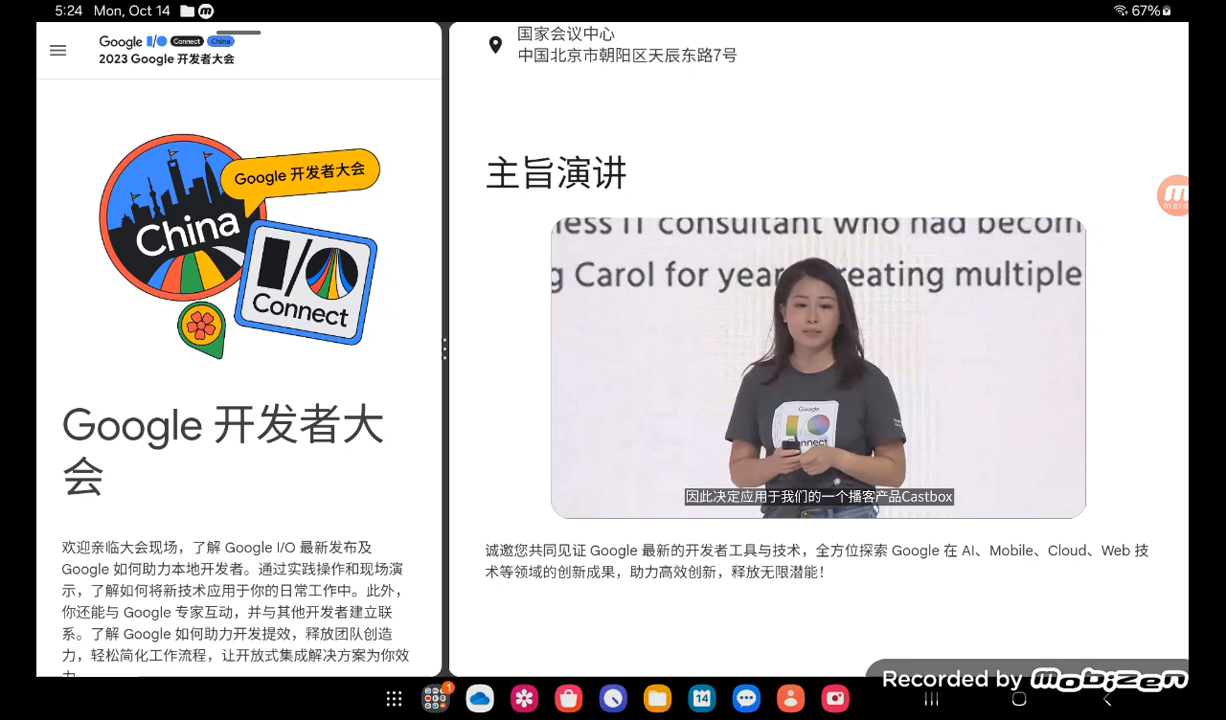 5:24 Mon, Oct 14
67%
Google I/O Connect China
2023 Google 开发者大会
Google 开发者大会
China
I/O
Connect
Google 开发者大
会
欢迎亲临大会现场，了解 Google I/O 最新发布及
Google 如何助力本地开发者。通过实践操作和现场演
示，了解如何将新技术应用于你的日常工作中。此外，
你还能与 Google 专家互动，并与其他开发者建立联
系。了解 Google 如何助力开发提效，释放团队创造
力，轻松简化工作流程，让开放式集成解决方案为你效
力。
国家会议中心
中国北京市朝阳区天辰东路7号
主旨演讲
less IT consultant who had becom
g Carol for year creating multiple
Google
I/O
Connect
因此决定应用于我们的一个播客产品Castbox
诚邀您共同见证 Google 最新的开发者工具与技术，全方位探索 Google 在 AI、Mobile、Cloud、Web 技
术等领域的创新成果，助力高效创新，释放无限潜能！
1
14
Recorded by mobizen